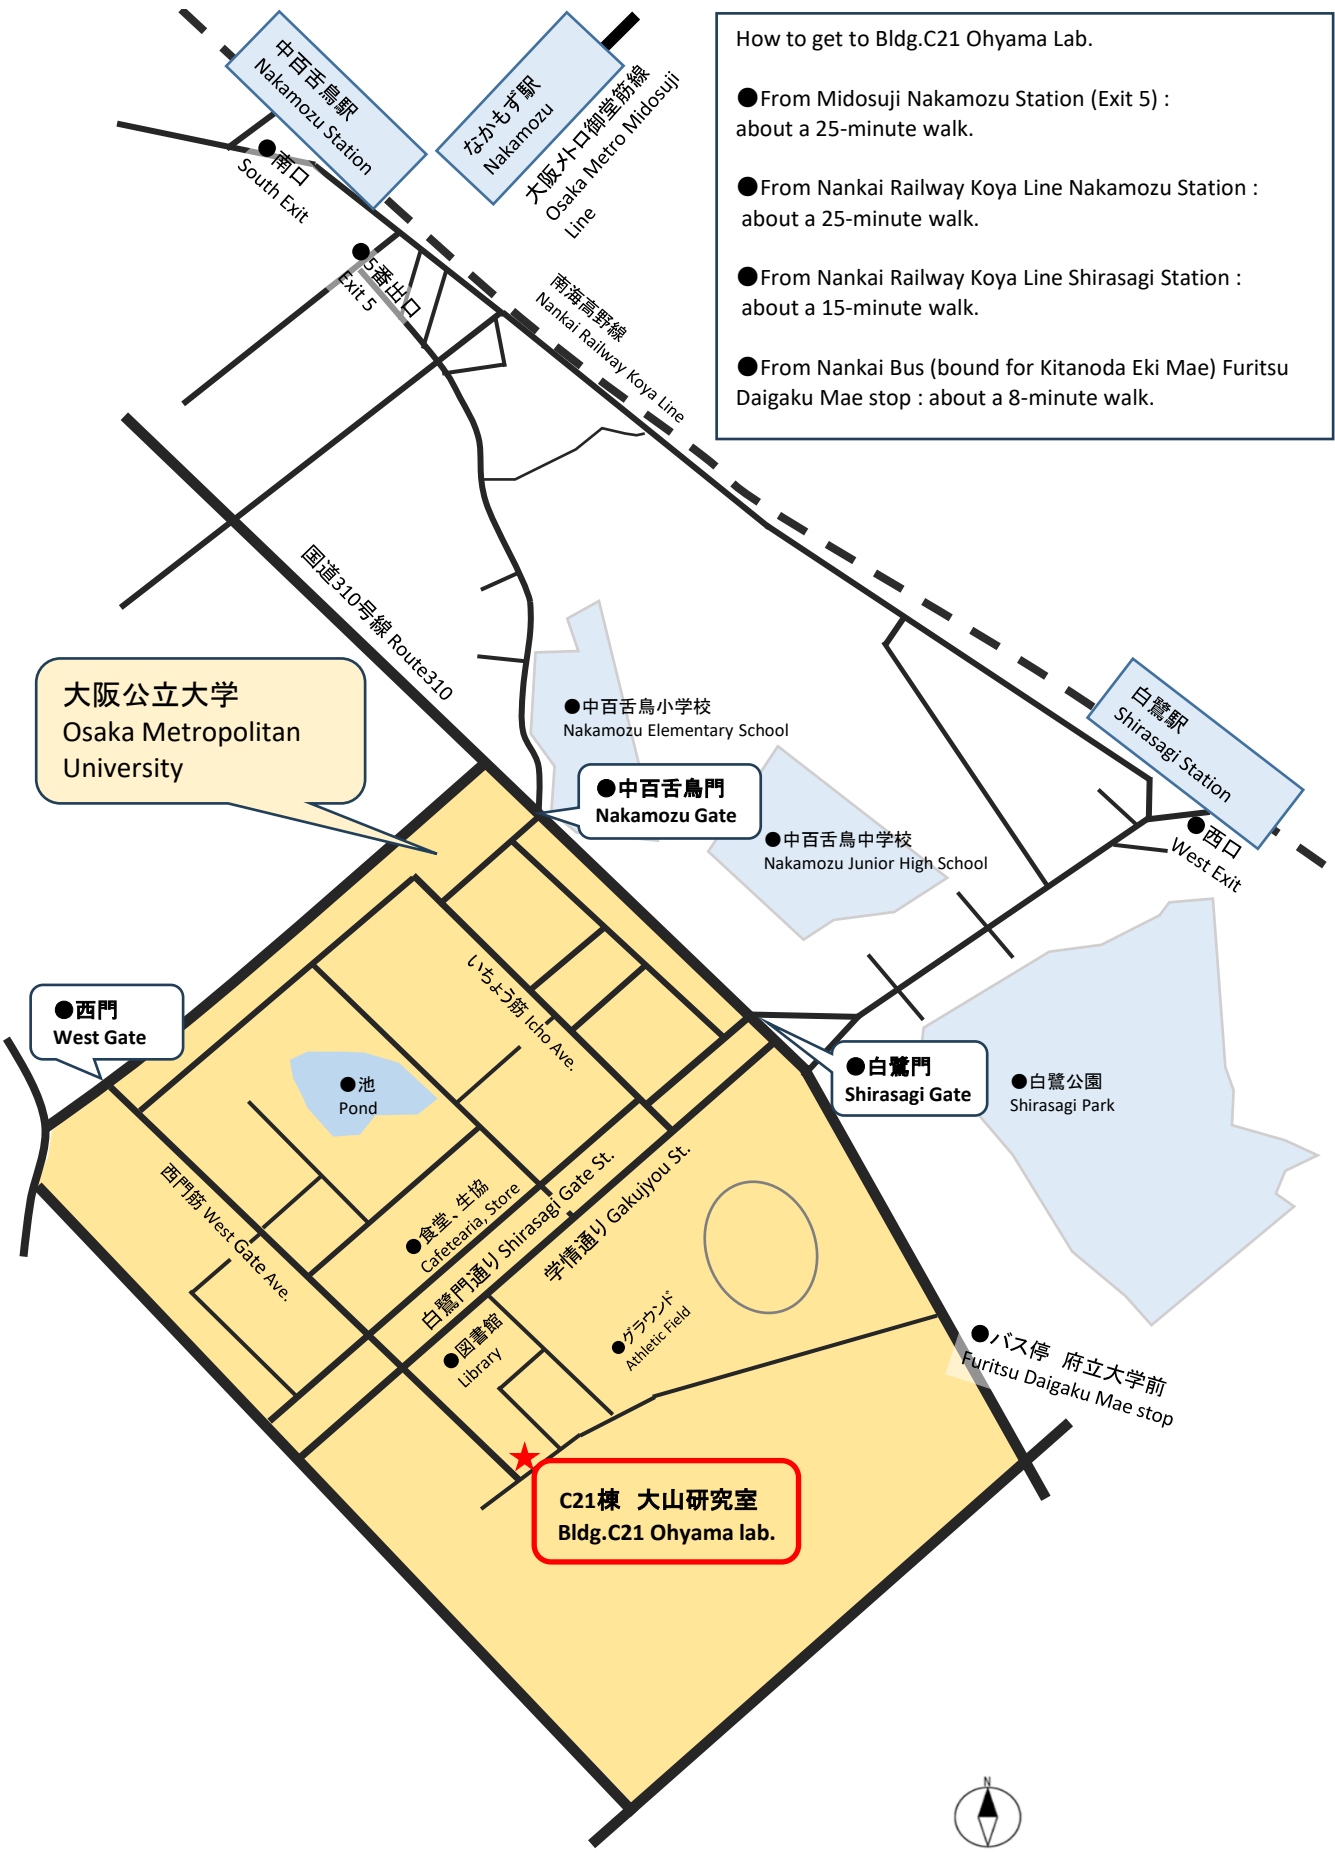 How to get to Bldg.C21 Ohyama Lab.
●From Midosuji Nakamozu Station (Exit 5) :
about a 25-minute walk.
●From Nankai Railway Koya Line Nakamozu Station :
about a 25-minute walk.
●From Nankai Railway Koya Line Shirasagi Station :
about a 15-minute walk.
●From Nankai Bus (bound for Kitanoda Eki Mae) Furitsu
Daigaku Mae stop : about a 8-minute walk.
中百舌鳥駅
Nakamozu Station
なかもず駅
Nakamozu
大阪メトロ御堂筋線
Osaka Metro Midosuji
Line
●南口
South Exit
●5番出口
Exit 5
南海高野線
Nankai Railway Koya Line
国道310号線 Route310
大阪公立大学
Osaka Metropolitan
University
●中百舌鳥小学校
Nakamozu Elementary School
●中百舌鳥門
Nakamozu Gate
●中百舌鳥中学校
Nakamozu Junior High School
白鷺駅
Shirasagi Station
●西口
West Exit
●西門
West Gate
いちょう筋 Icho Ave.
●池
Pond
●白鷺門
Shirasagi Gate
●白鷺公園
Shirasagi Park
西門筋 West Gate Ave.
●食堂、生協
Cafetearia, Store
白鷺門通り Shirasagi Gate St.
学情通り Gakujyou St.
●図書館
Library
●グラウンド
Athletic Field
●バス停 府立大学前
Furitsu Daigaku Mae stop
★
C21棟 大山研究室
Bldg.C21 Ohyama lab.
N